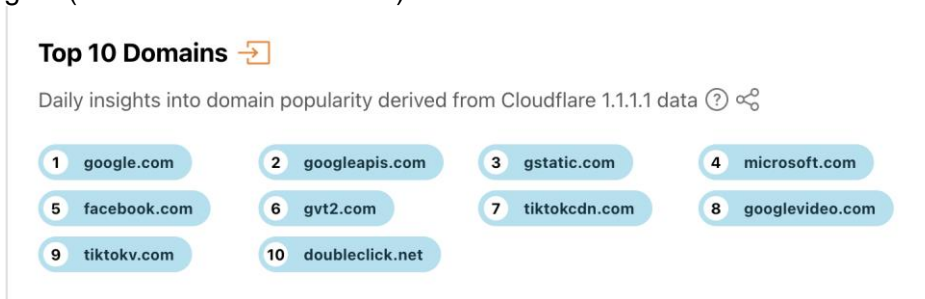 Top 10 Domains
Daily insights into domain popularity derived from Cloudflare 1.1.1.1 data ?
1 google.com 2 googleapis.com 3 gstatic.com 4 microsoft.com
5 facebook.com 6 gvt2.com 7 tiktokcdn.com 8 googlevideo.com
9 tiktokv.com 10 doubleclick.net